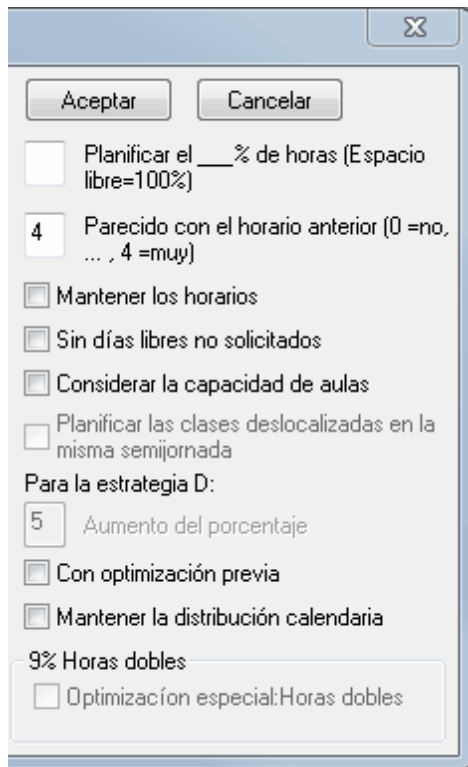 Aceptar Cancelar
Planificar el ___% de horas (Espacio
libre=100%)
4 Parecido con el horario anterior (0 =no,
... , 4 =muy)
Mantener los horarios
Sin días libres no solicitados
Considerar la capacidad de aulas
Planificar las clases deslocalizadas en la
misma semijornada
Para la estrategia D:
5 Aumento del porcentaje
Con optimización previa
Mantener la distribución calendaria
9% Horas dobles
Optimizacíon especial:Horas dobles